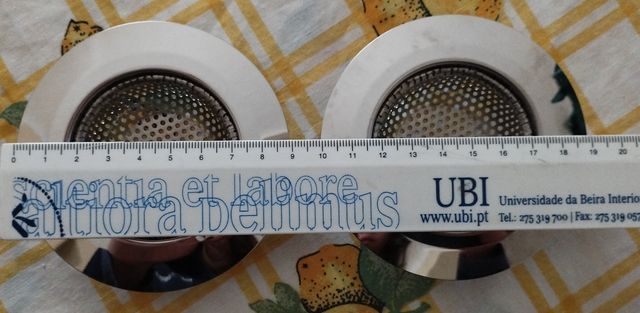 0 1 2 3 4 5 6 7 8 9 10 11 12 13 14 15 16 17 18 19 20
scientia et labore
altiora petimus
UBI Universidade da Beira Interior
www.ubi.pt Tel.: 275 319 700 | Fax: 275 319 057